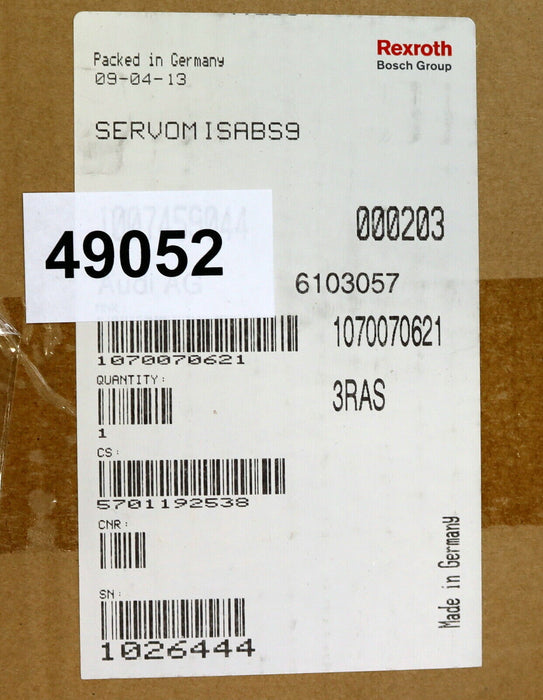 Rexroth
Bosch Group
Packed in Germany
09-04-13
SERVOMISABS9
000203
49052
6103057
1070070621
1070070621
QUANTITY:
3RAS
1
CS:
5701192538
CNR:
SN:
1026444
Made in Germany